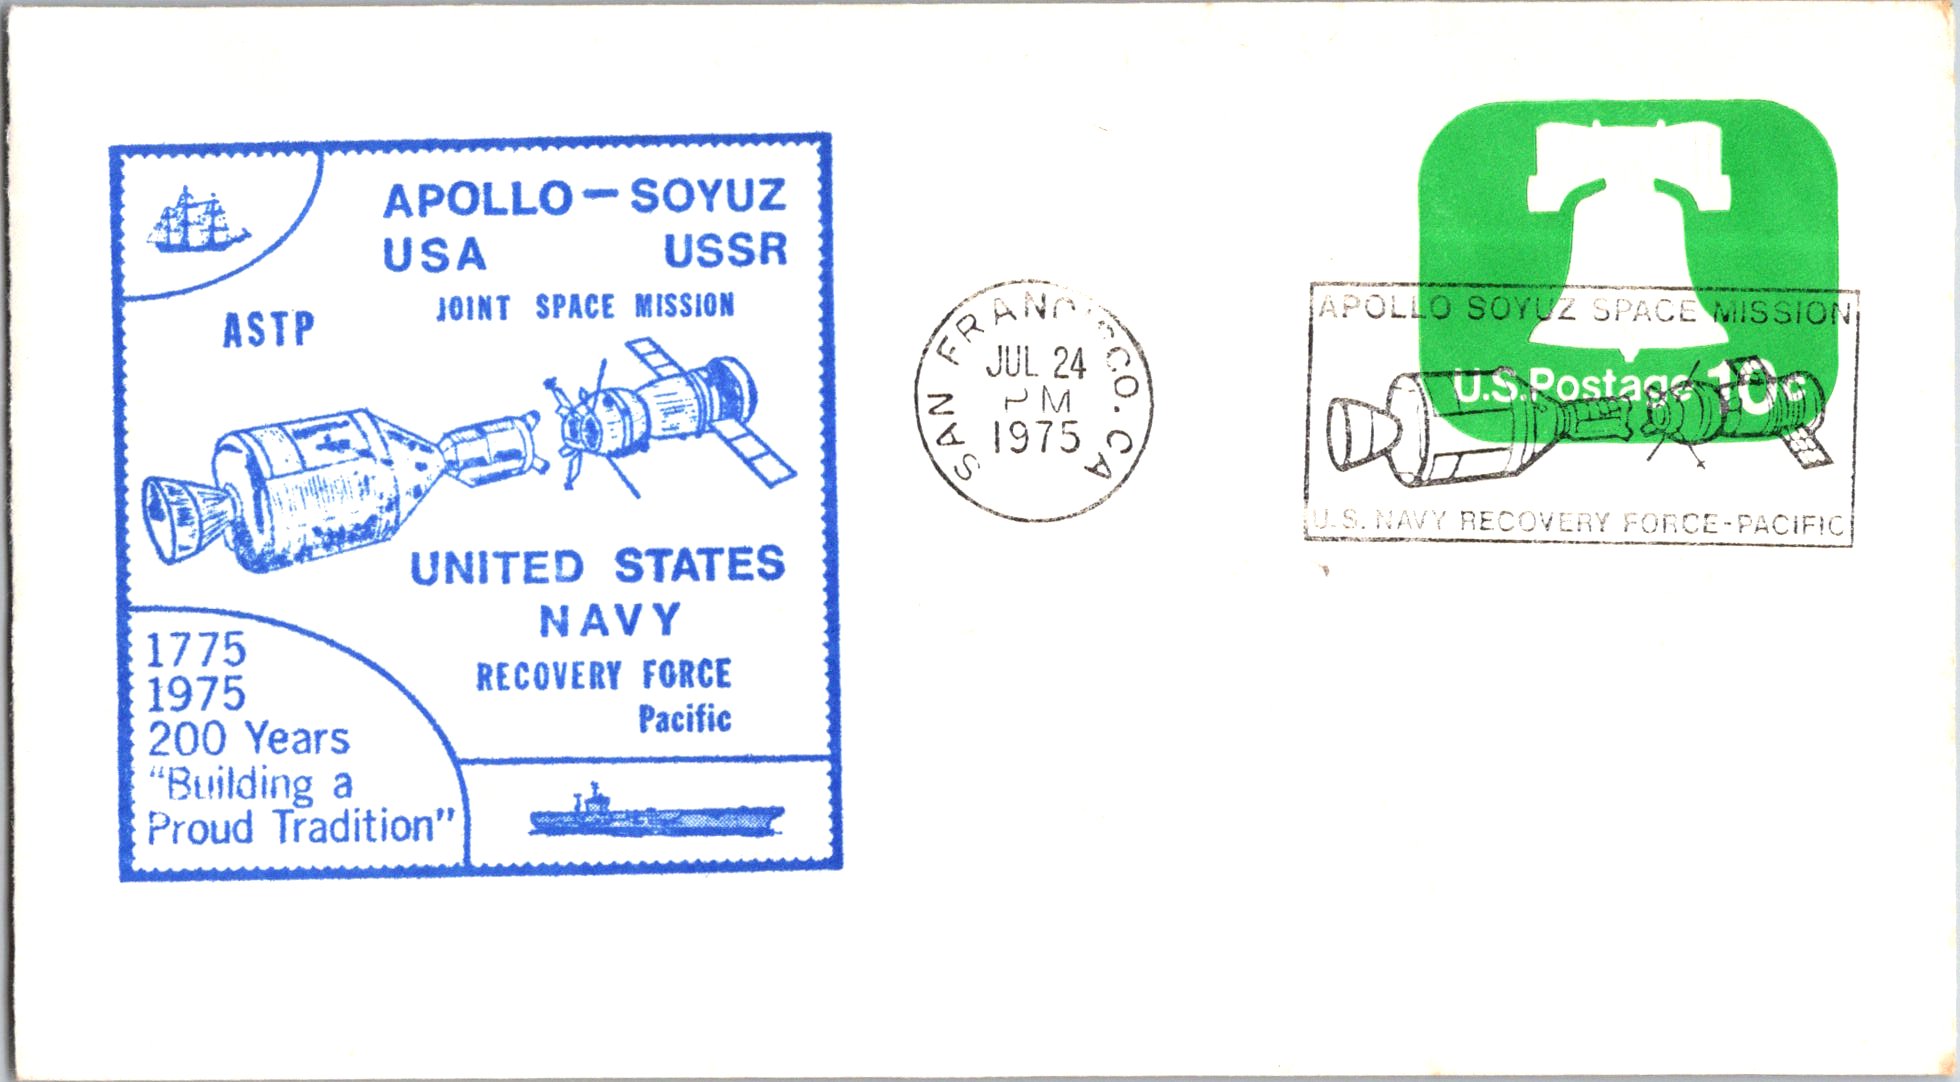 APOLLO — SOYUZ
USA USSR
JOINT SPACE MISSION
ASTP
UNITED STATES
NAVY
RECOVERY FORCE
Pacific
1775
1975
200 Years
“Building a
Proud Tradition”
SAN FRANCISCO. CA
JUL 24
PM
1975
U.S. Postage 10c
APOLLO SOYUZ SPACE MISSION
U.S. NAVY RECOVERY FORCE-PACIFIC